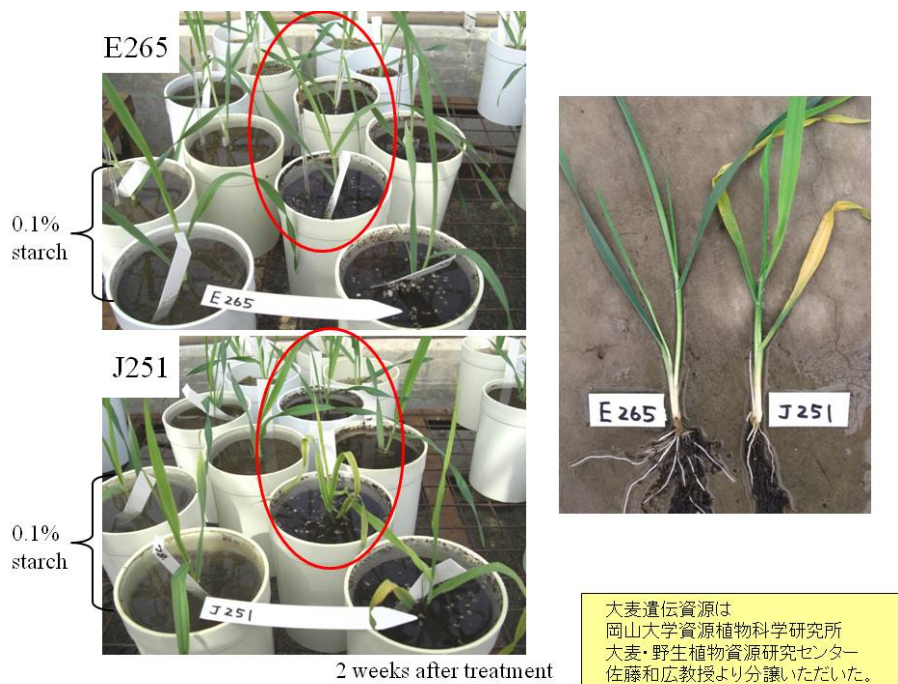 E265
0.1%
starch
E265
J251
0.1%
starch
J251
2 weeks after treatment
E265
J251
大麦遺伝資源は
岡山大学資源植物科学研究所
大麦・野生植物資源研究センター
佐藤和広教授より分譲いただいた。